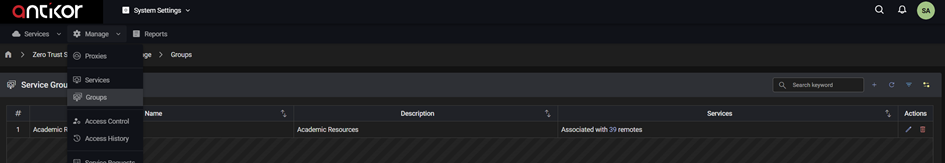 antikor
System Settings
SA
Services
Manage
Reports
Proxies
Zero Trust S
ge
Groups
Services
Service Grou
Search keyword
Groups
#
Name
Description
Services
Actions
Access Control
1
Academic R
Academic Resources
Associated with 39 remotes
Access History
Service Requests